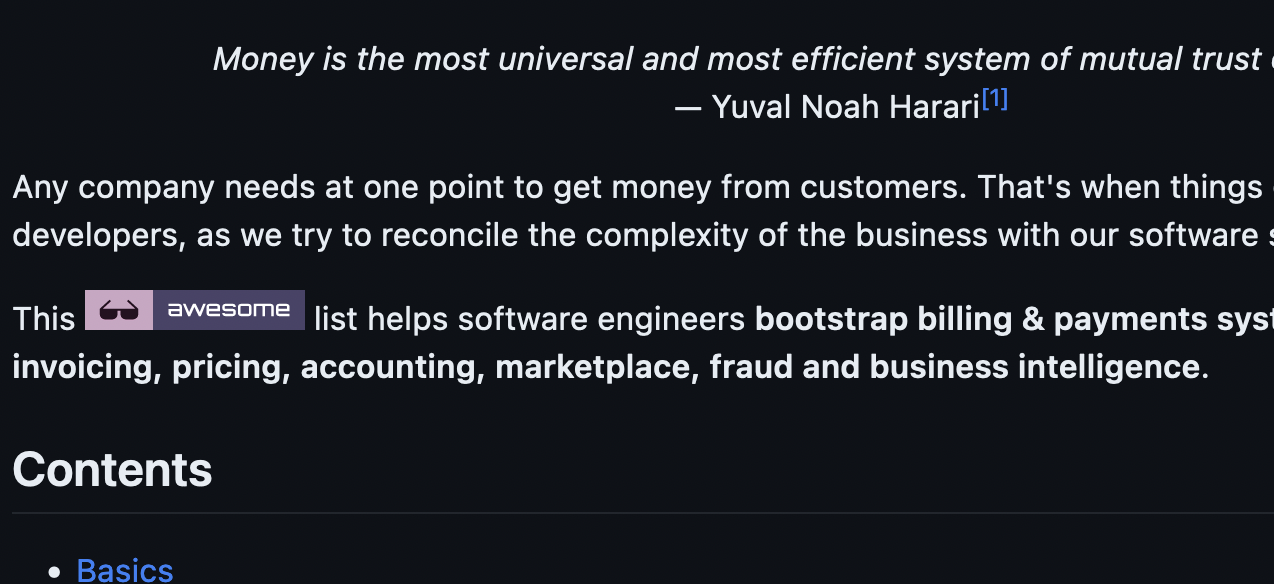 Money is the most universal and most efficient system of mutual trust
— Yuval Noah Harari[1]
Any company needs at one point to get money from customers. That's when things
developers, as we try to reconcile the complexity of the business with our software
This awesome list helps software engineers bootstrap billing & payments
invoicing, pricing, accounting, marketplace, fraud and business intelligence.
Contents
• Basics